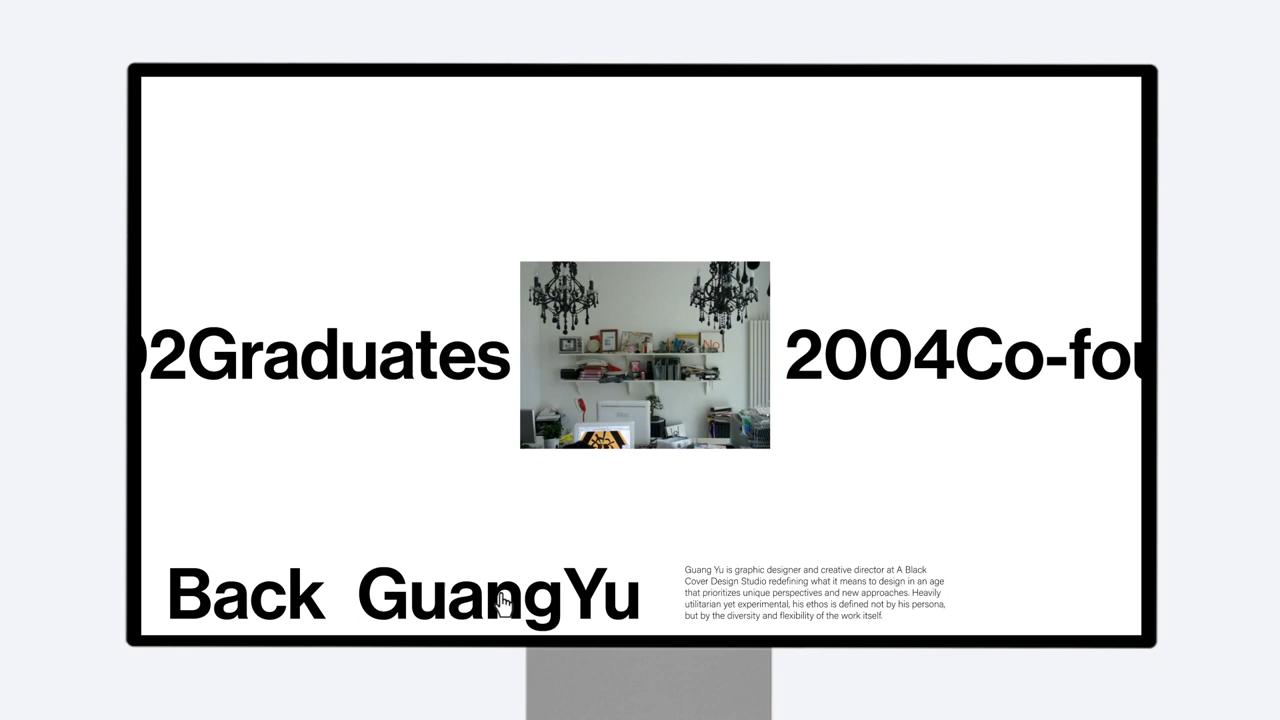 02Graduates
2004Co-fou
No
Back GuangYu
Guang Yu is graphic designer and creative director at A Black
Cover Design Studio redefining what it means to design in an age
that prioritizes unique perspectives and new approaches. Heavily
utilitarian yet experimental, his ethos is defined not by his persona,
but by the diversity and flexibility of the work itself.